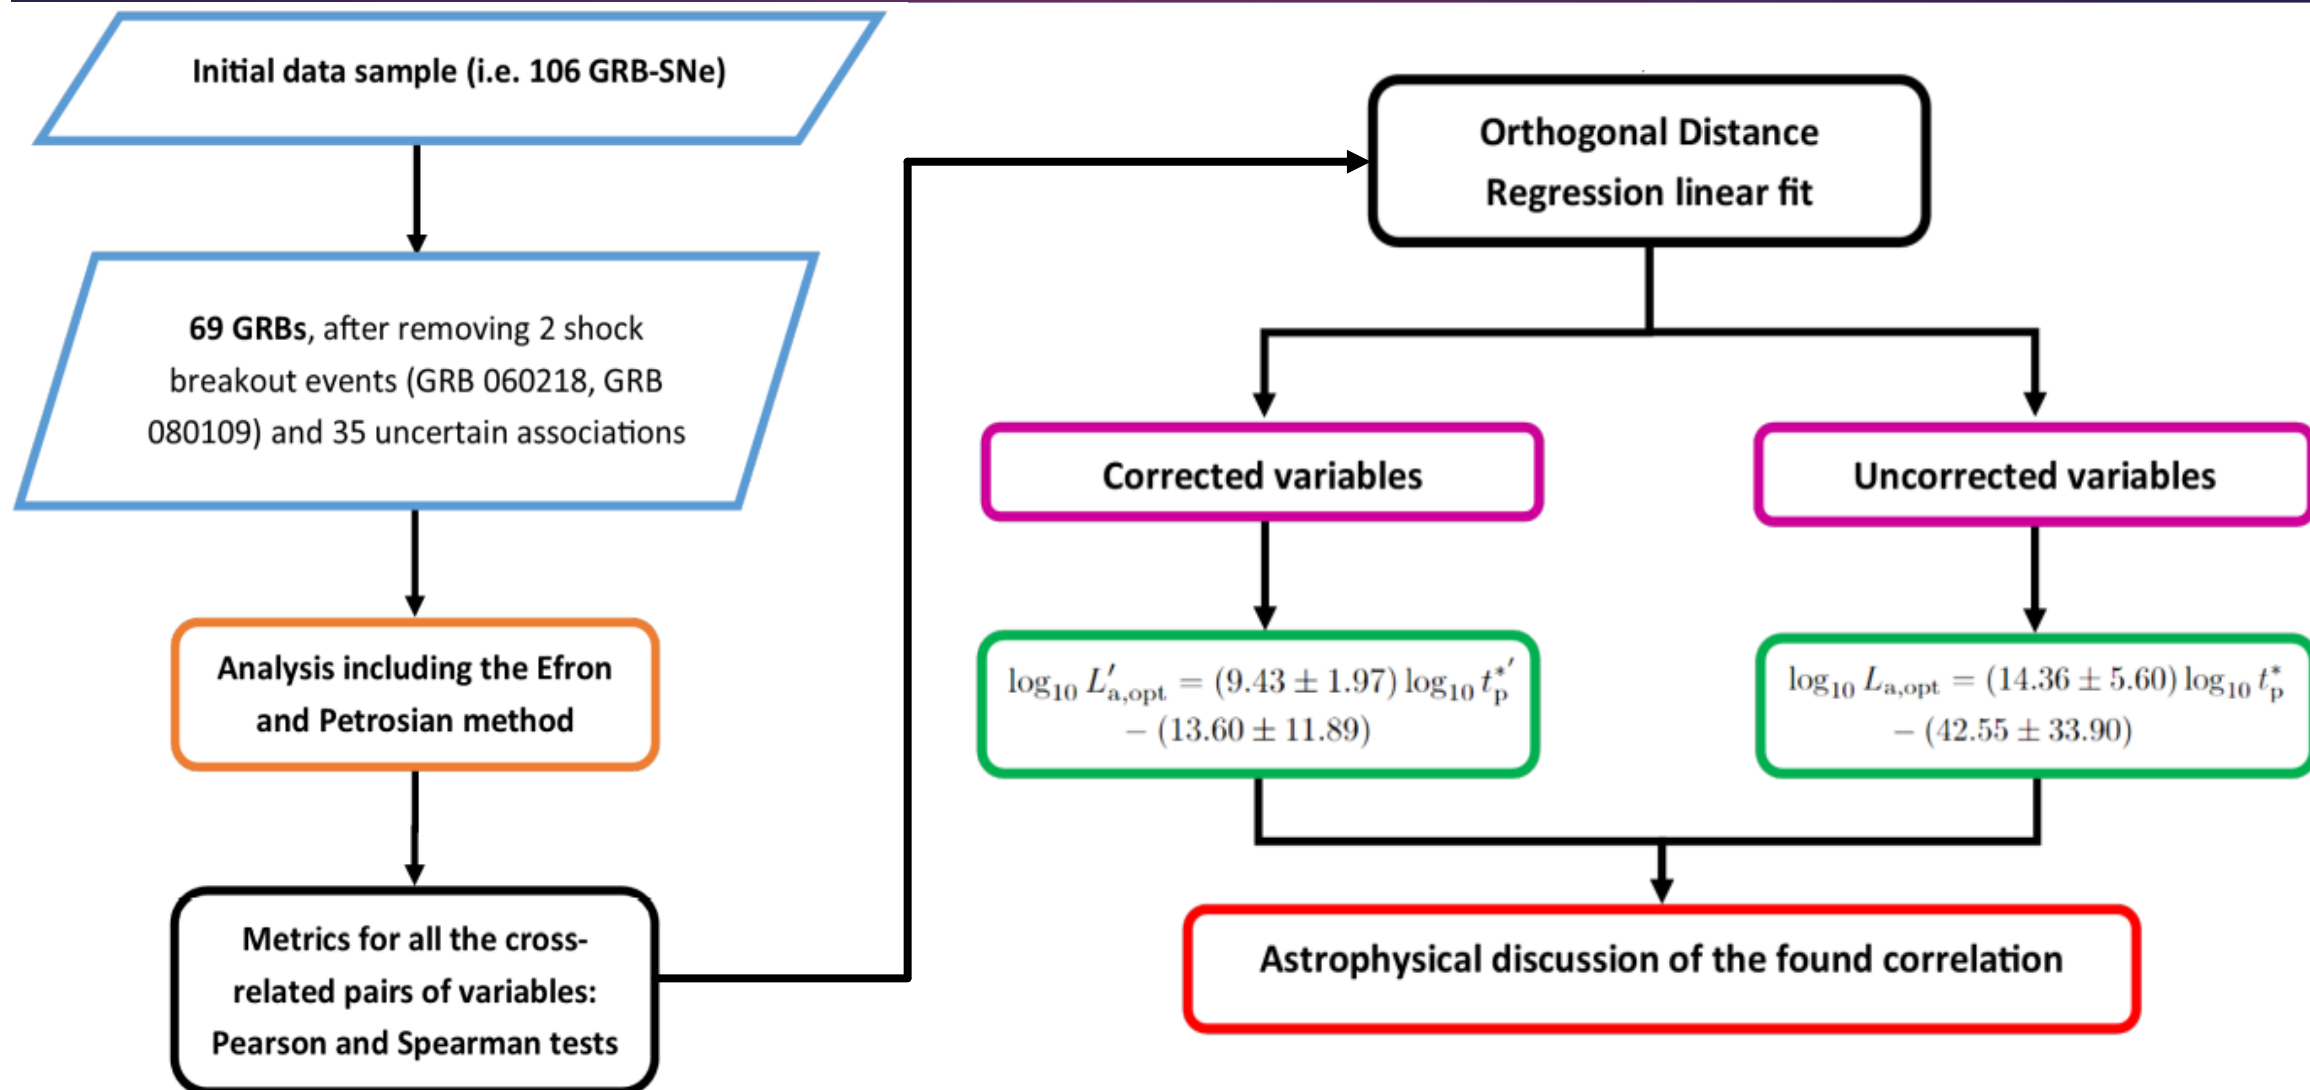 Initial data sample (i.e. 106 GRB-SNe)
69 GRBs, after removing 2 shock
breakout events (GRB 060218, GRB
080109) and 35 uncertain associations
Analysis including the Efron
and Petrosian method
Metrics for all the cross-
related pairs of variables:
Pearson and Spearman tests
Orthogonal Distance
Regression linear fit
Corrected variables
Uncorrected variables
log₁₀ L′ₐ,ₒₚₜ = (9.43 ± 1.97) log₁₀ tₚ*′
− (13.60 ± 11.89)
log₁₀ Lₐ,ₒₚₜ = (14.36 ± 5.60) log₁₀ tₚ*
− (42.55 ± 33.90)
Astrophysical discussion of the found correlation